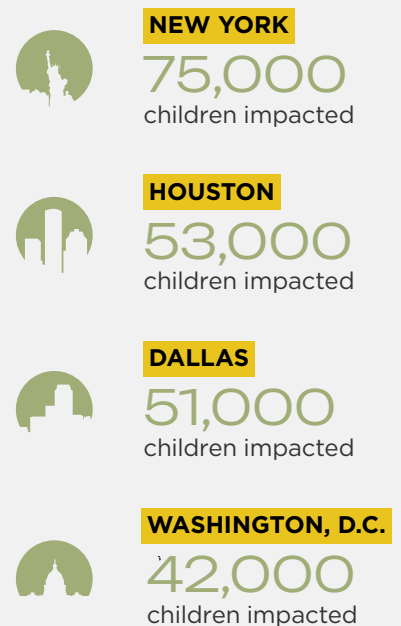 NEW YORK
75,000
children impacted
HOUSTON
53,000
children impacted
DALLAS
51,000
children impacted
WASHINGTON, D.C.
42,000
children impacted